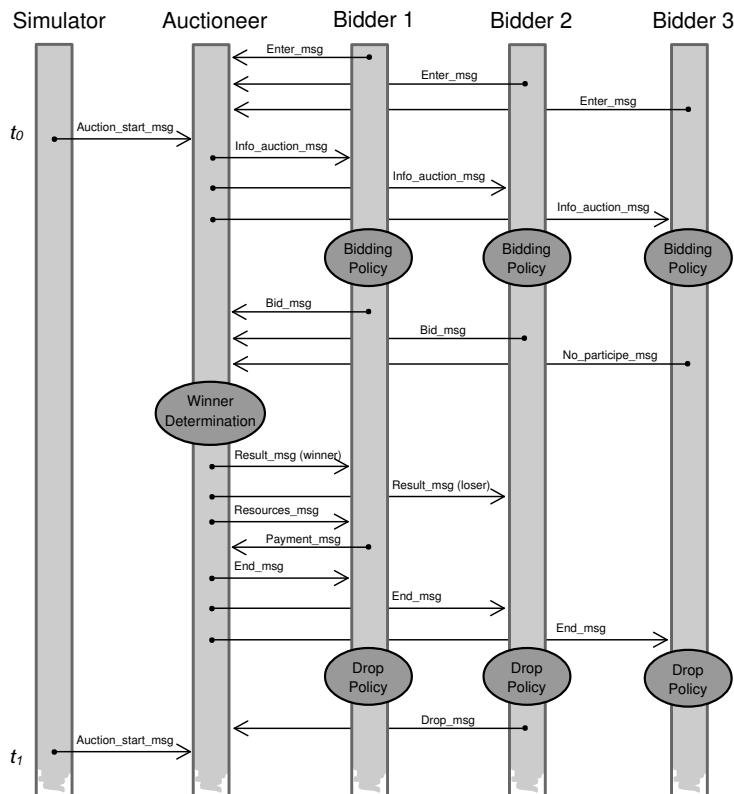 Simulator Auctioneer Bidder 1 Bidder 2 Bidder 3
Enter_msg
Enter_msg
Enter_msg
t0
Auction_start_msg
Info_auction_msg
Info_auction_msg
Info_auction_msg
Bidding
Policy
Bidding
Policy
Bidding
Policy
Bid_msg
Bid_msg
No_participe_msg
Winner
Determination
Result_msg (winner)
Result_msg (loser)
Resources_msg
Payment_msg
End_msg
End_msg
End_msg
Drop
Policy
Drop
Policy
Drop
Policy
Drop_msg
t1
Auction_start_msg